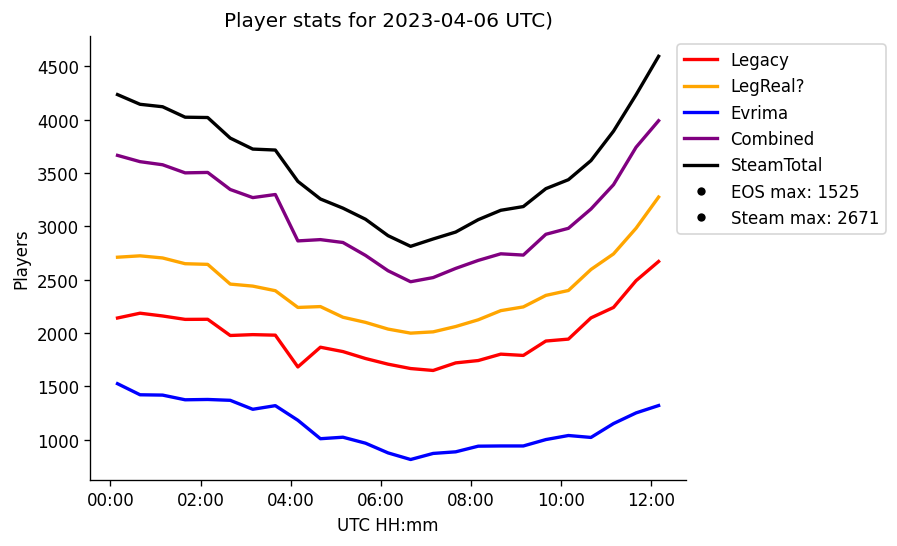 Player stats for 2023-04-06 UTC)
4500
4000
3500
3000
2500
2000
1500
1000
Players
00:00 02:00 04:00 06:00 08:00 10:00 12:00
UTC HH:mm
Legacy
LegReal?
Evrima
Combined
SteamTotal
EOS max: 1525
Steam max: 2671